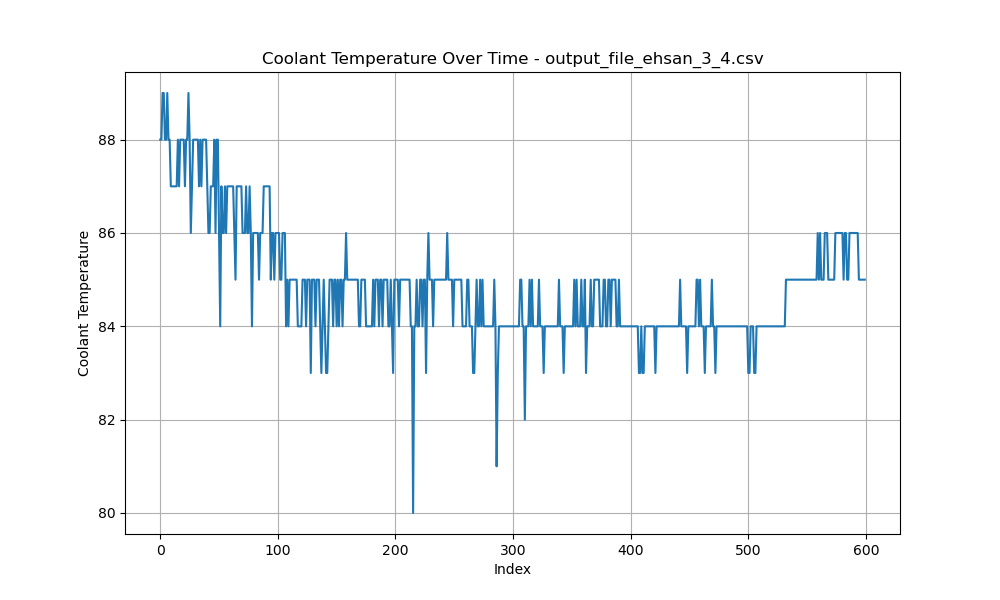 Coolant Temperature Over Time - output_file_ehsan_3_4.csv
Coolant Temperature
88
86
84
82
80
0 100 200 300 400 500 600
Index